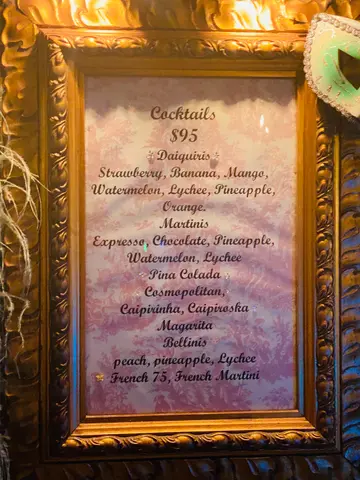 Cocktails
$95
Daiguiris
Strawberry, Banana, Mango,
Watermelon, Lychee, Pineapple,
Orange.
Martinis
Expresso, Chocolate, Pineapple,
Watermelon, Lychee
Pina Colada
Cosmopolitan,
Caipirinha, Caipiroska
Magarita
Bellinis
peach, pineapple, Lychee
French 75, French Martini